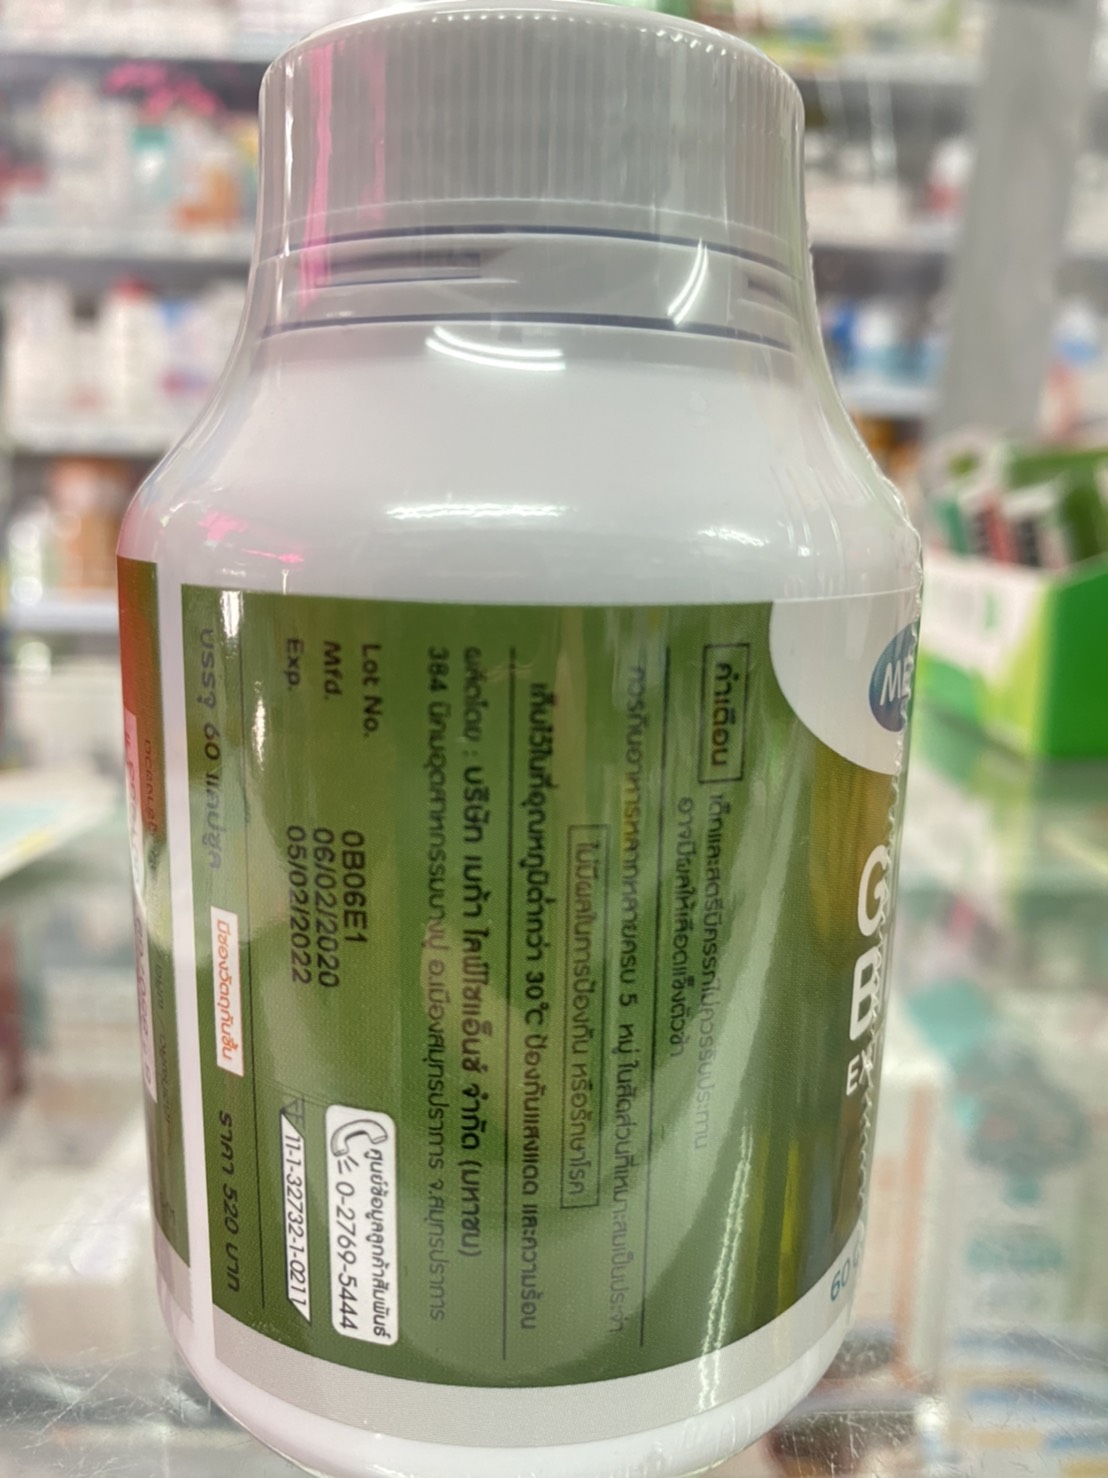 คำเตือน
เด็กและสตรีมีครรภ์ไม่ควรรับประทาน
อาจมีผลให้เลือดแข็งตัวช้า
ควรกินอาหารหลากหลายครบ 5 หมู่ ในสัดส่วนที่เหมาะสมเป็นประจำ
ไม่มีผลในการป้องกัน หรือรักษาโรค
เก็บไว้ในที่อุณหภูมิต่ำกว่า 30°C ป้องกันแสงแดด และความร้อน
ผลิตโดย : บริษัท เมก้า ไลฟ์ไซแอ็นซ์ จำกัด (มหาชน)
384 นิคมอุตสาหกรรมบางปู อ.เมืองสมุทรปราการ จ.สมุทรปราการ
Lot No. 0B06E1
Mfd. 06/02/2020
Exp. 05/02/2022
ศูนย์ข้อมูลลูกค้าสัมพันธ์
0-2769-5444
11-1-32732-1-0211
บรรจุ 60 แคปซูล
มีซองวัตถุกันชื้น
ราคา 520 บาท
ME
G
B
E
60